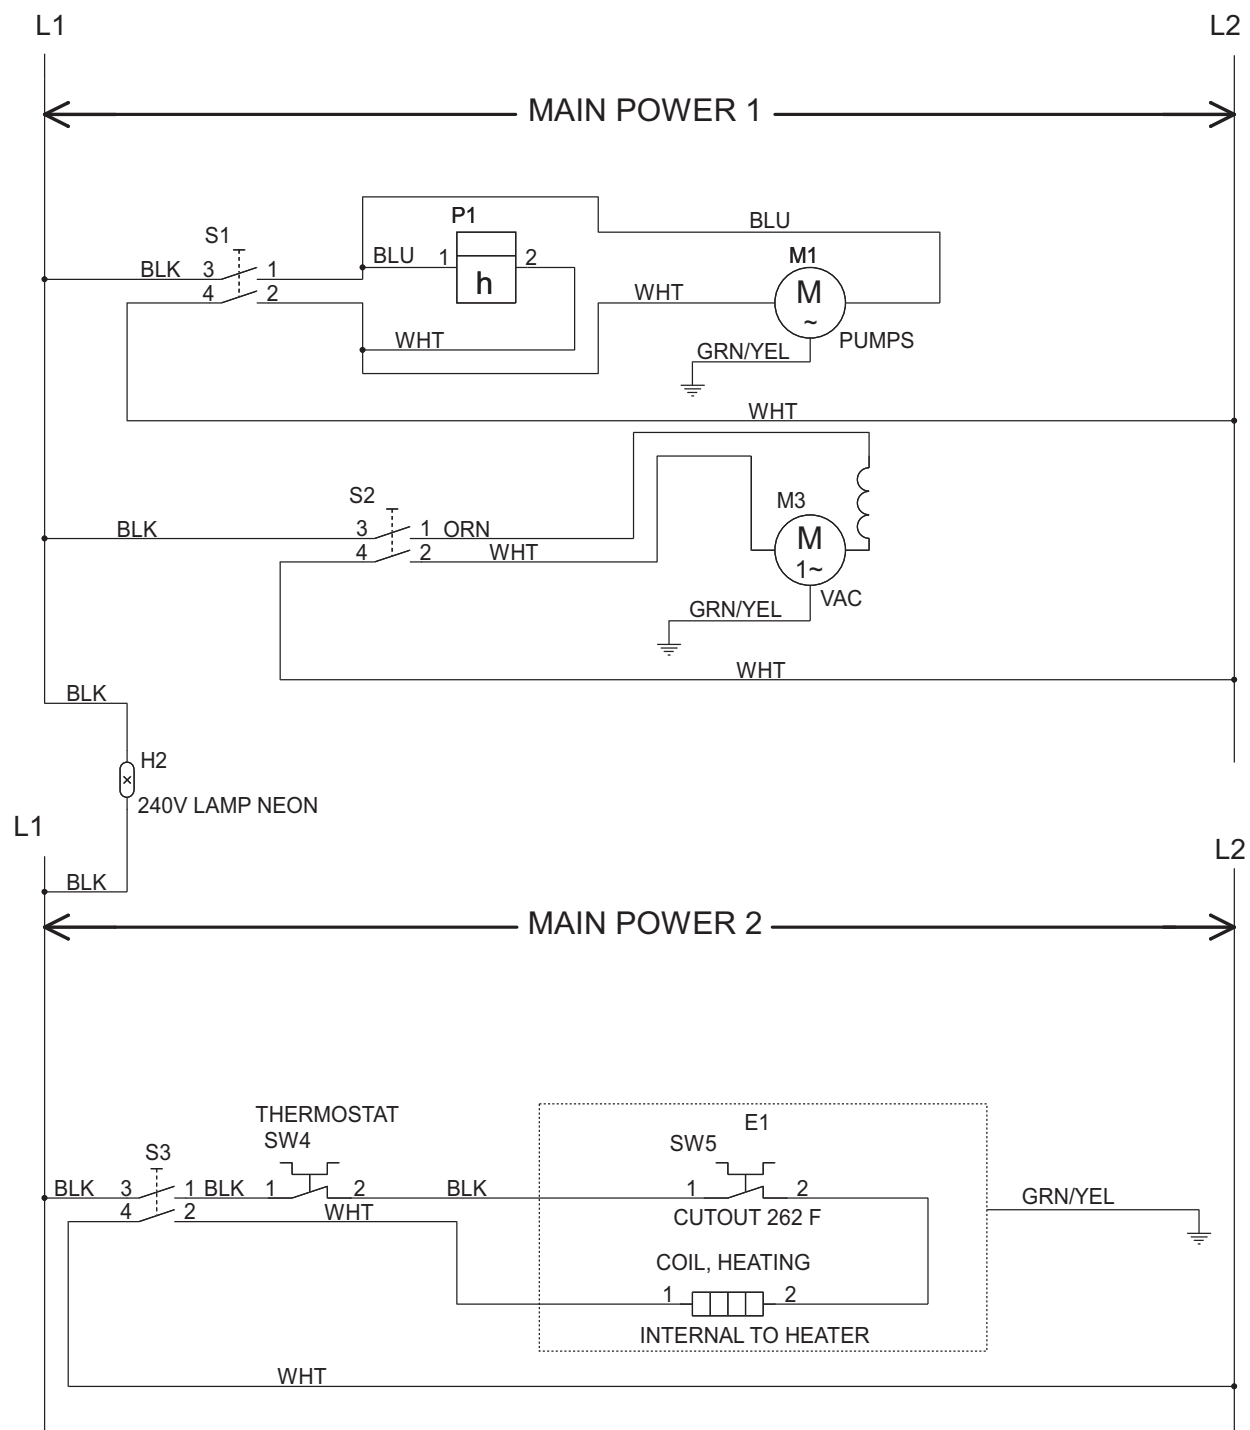 L1
L2
MAIN POWER 1
P1
BLU
S1
BLU 1 2
M1
BLK 3 1
h
M
~
4 2
WHT
PUMPS
WHT
GRN/YEL
WHT
S2
M3
BLK
3 1 ORN
M
1~
4 2 WHT
VAC
GRN/YEL
WHT
BLK
H2
240V LAMP NEON
L1
L2
BLK
MAIN POWER 2
THERMOSTAT
E1
SW4
SW5
S3
BLK 3 1 BLK 1 2 BLK 1 2
GRN/YEL
4 2 WHT
CUTOUT 262 F
COIL, HEATING
1 2
INTERNAL TO HEATER
WHT